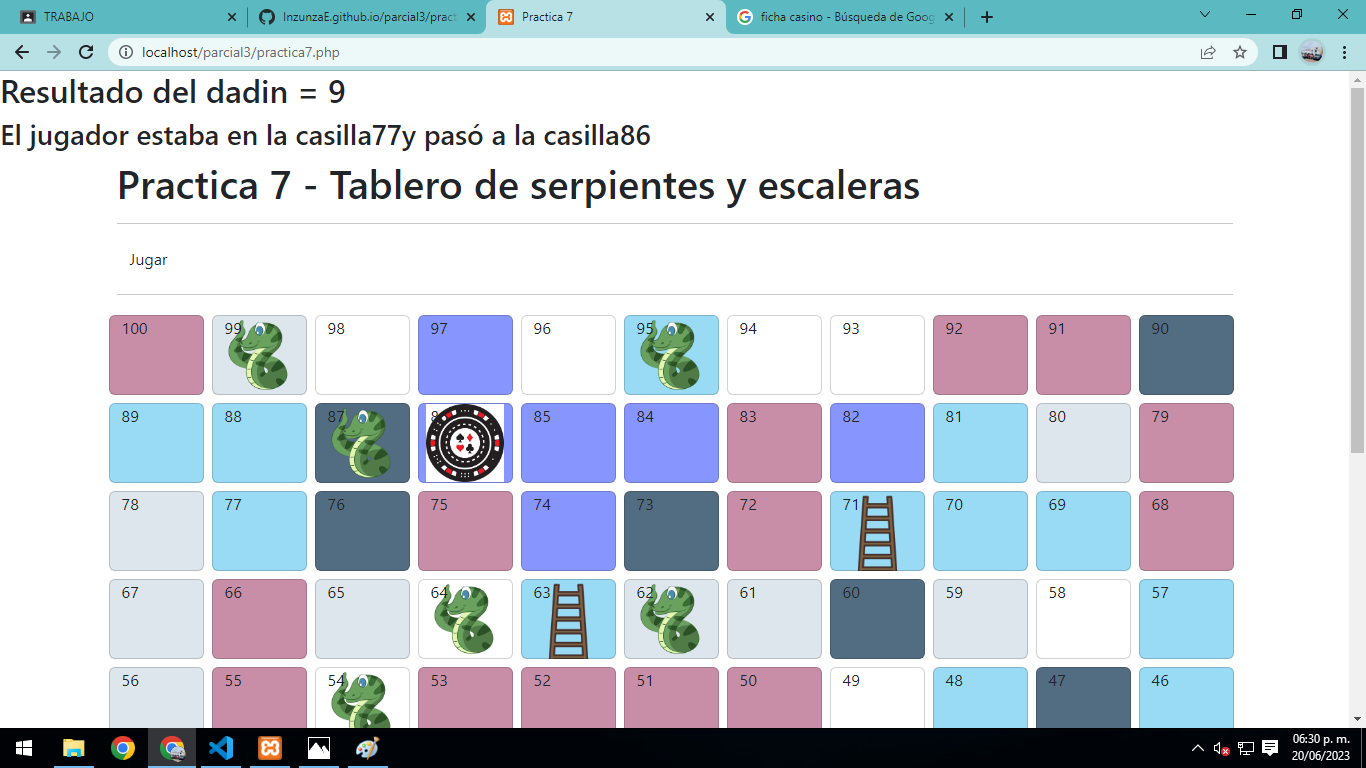 TRABAJO
InzunzaE.github.io/parcial3/pract
Practica 7
ficha casino - Búsqueda de Goog
localhost/parcial3/practica7.php
Resultado del dadin = 9
El jugador estaba en la casilla77y pasó a la casilla86
Practica 7 - Tablero de serpientes y escaleras
Jugar
100 99 98 97 96 95 94 93 92 91 90
89 88 87 85 84 83 82 81 80 79
78 77 76 75 74 73 72 71 70 69 68
67 66 65 64 63 62 61 60 59 58 57
56 55 54 53 52 51 50 49 48 47 46
06:30 p. m.
20/06/2023